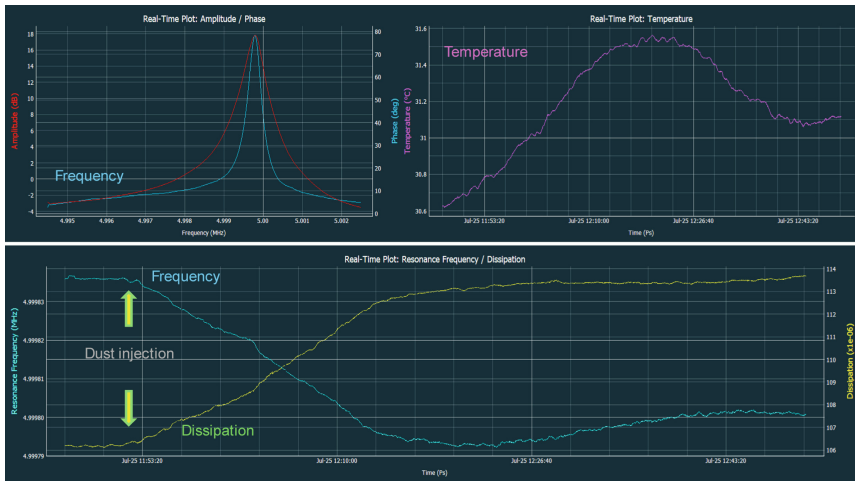 Real-Time Plot: Amplitude / Phase
18
16
14
12
10
8
6
4
2
0
-2
-4
Amplitude (dB)
80
70
60
50
40
30
20
10
0
Phase (deg)
Frequency
4.995
4.996
4.997
4.998
4.999
5.00
5.001
5.002
Frequency (MHz)
Real-Time Plot: Temperature
31.6
31.4
31.2
31
30.8
30.6
Temperature (°C)
Temperature
Jul-25 11:53:20
Jul-25 12:10:00
Jul-25 12:26:40
Jul-25 12:43:20
Time (Ps)
Real-Time Plot: Resonance Frequency / Dissipation
4.99983
4.99982
4.99981
4.99980
4.99979
Resonance Frequency (MHz)
Frequency
Dust injection
Dissipation
114
113
112
111
110
109
108
107
106
Dissipation (x1e-06)
Jul-25 11:53:20
Jul-25 12:10:00
Jul-25 12:26:40
Jul-25 12:43:20
Time (Ps)